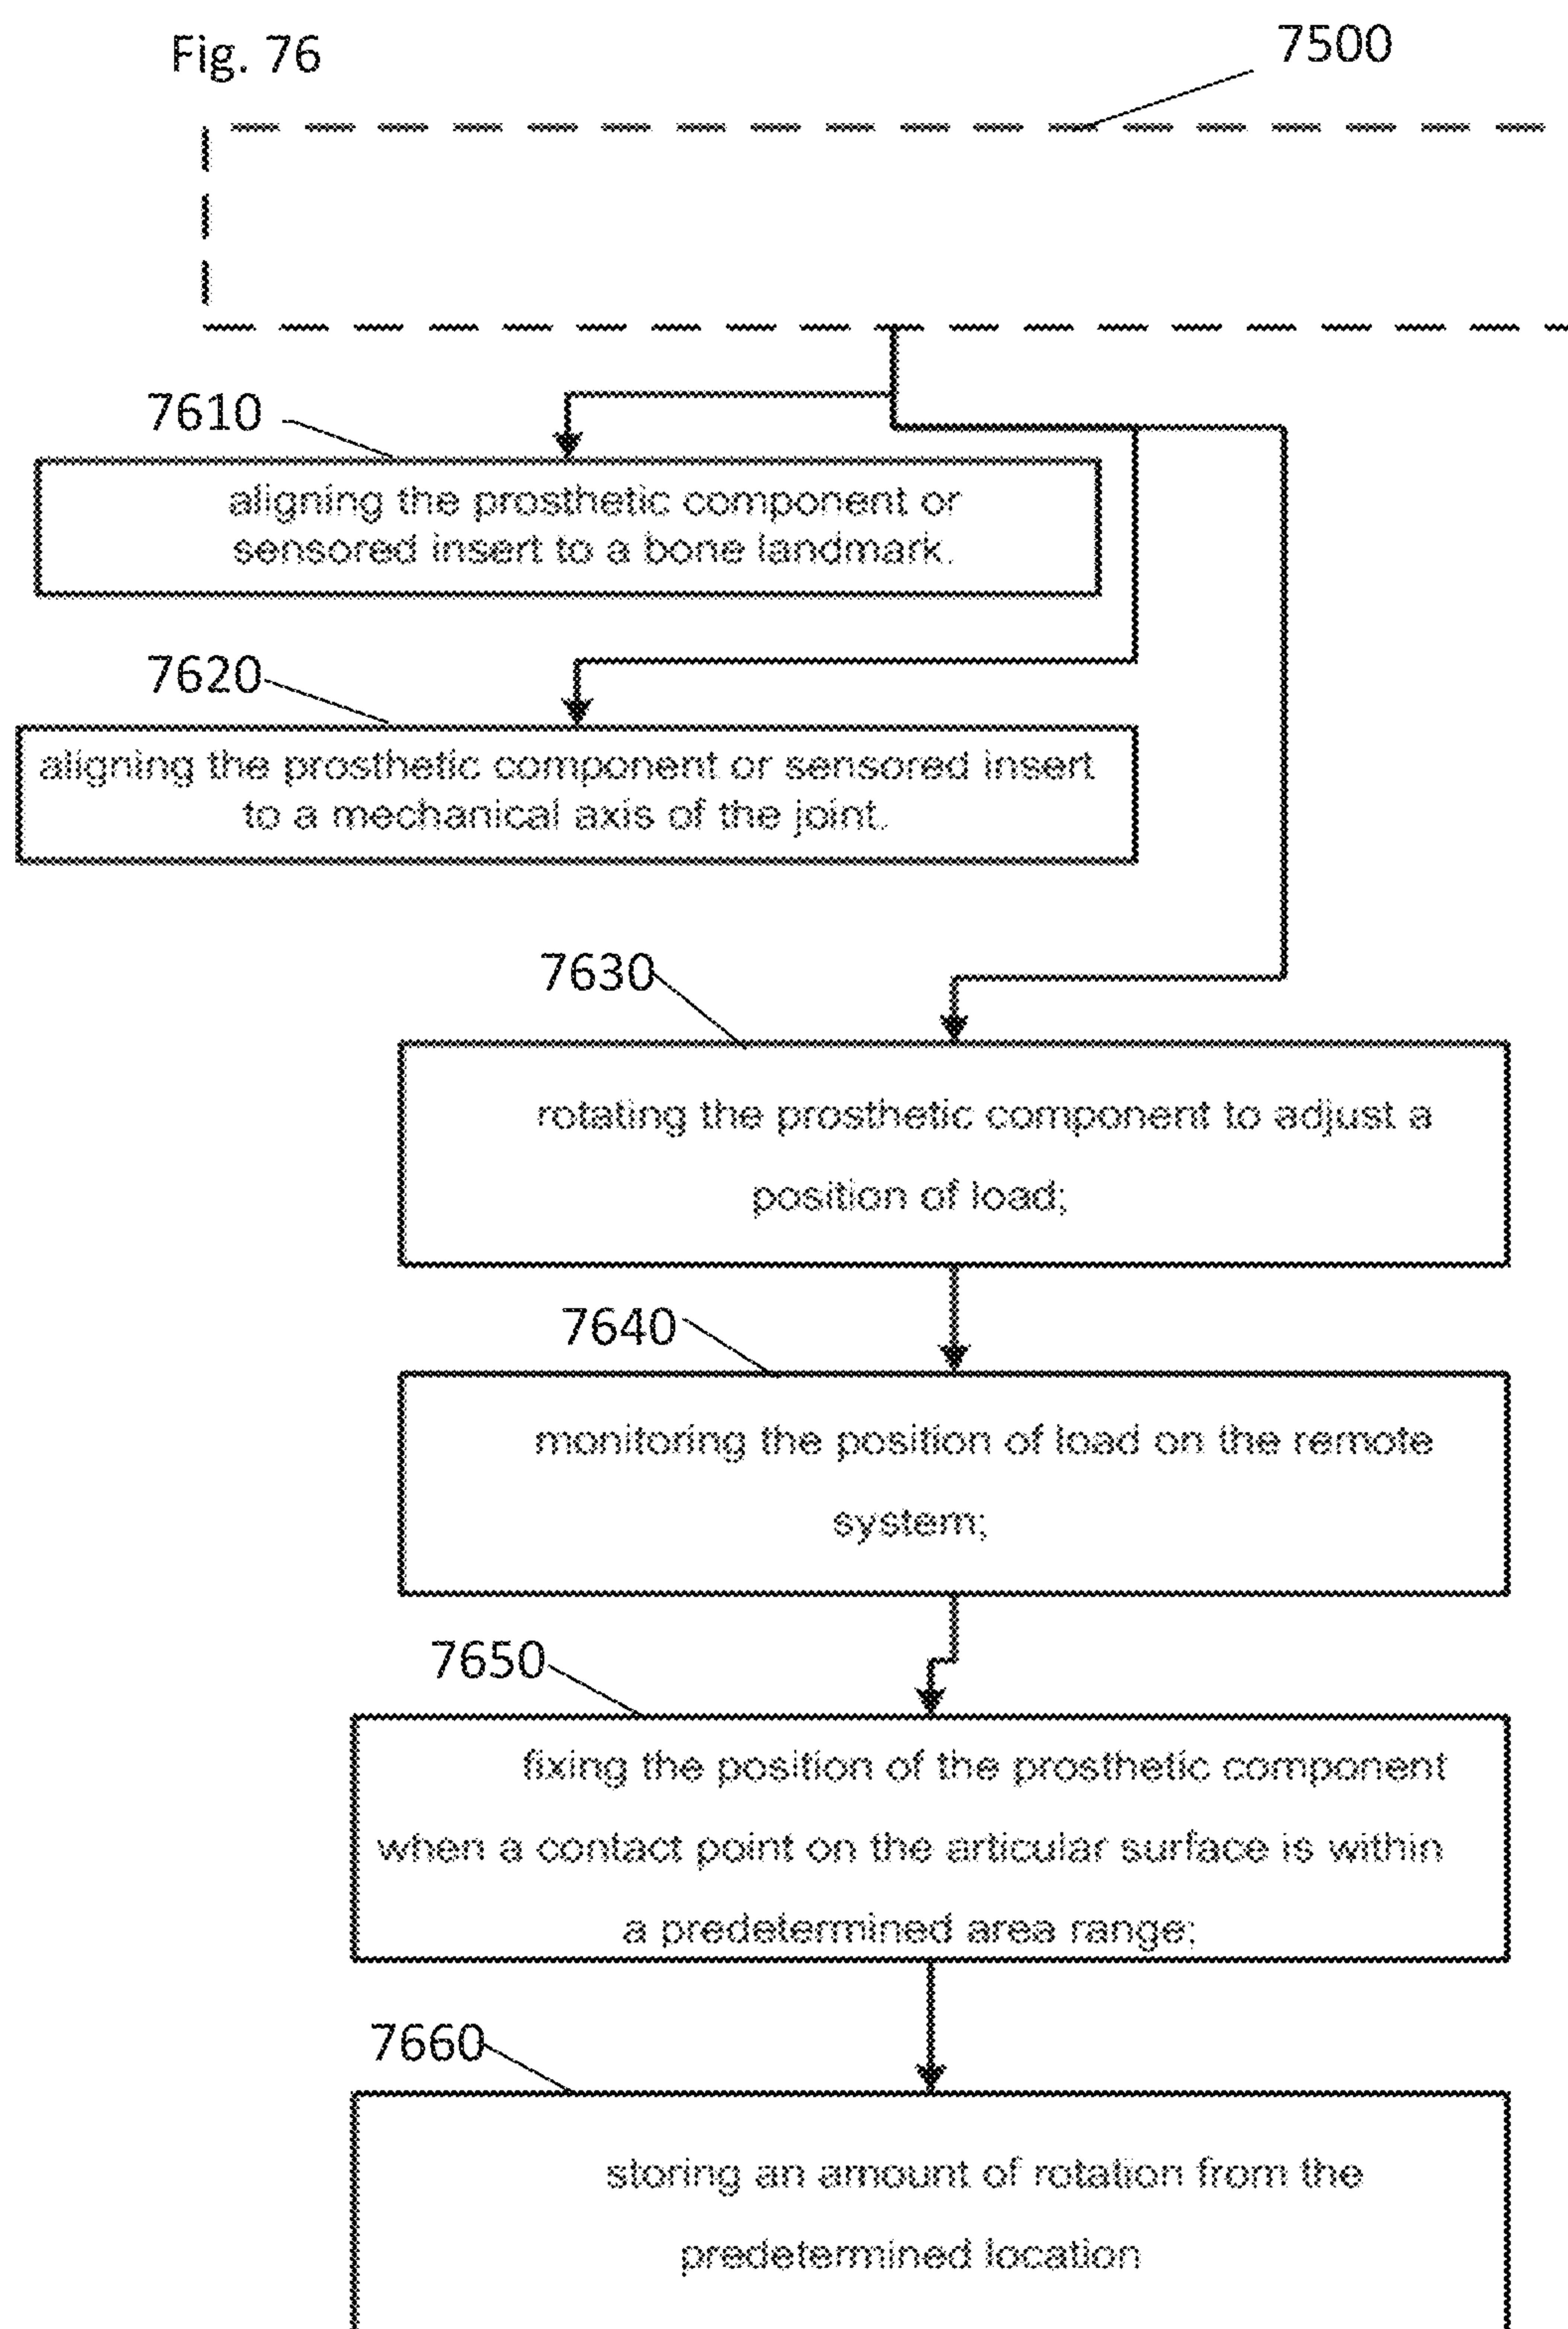 Fig. 76
7500
7610
aligning the prosthetic component or
sensored insert to a bone landmark.
7620
aligning the prosthetic component or sensored insert
to a mechanical axis of the joint.
7630
rotating the prosthetic component to adjust a
position of load;
7640
monitoring the position of load on the remote
system;
7650
fixing the position of the prosthetic component
when a contact point on the articular surface is within
a predetermined area range;
7660
storing an amount of rotation from the
predetermined location